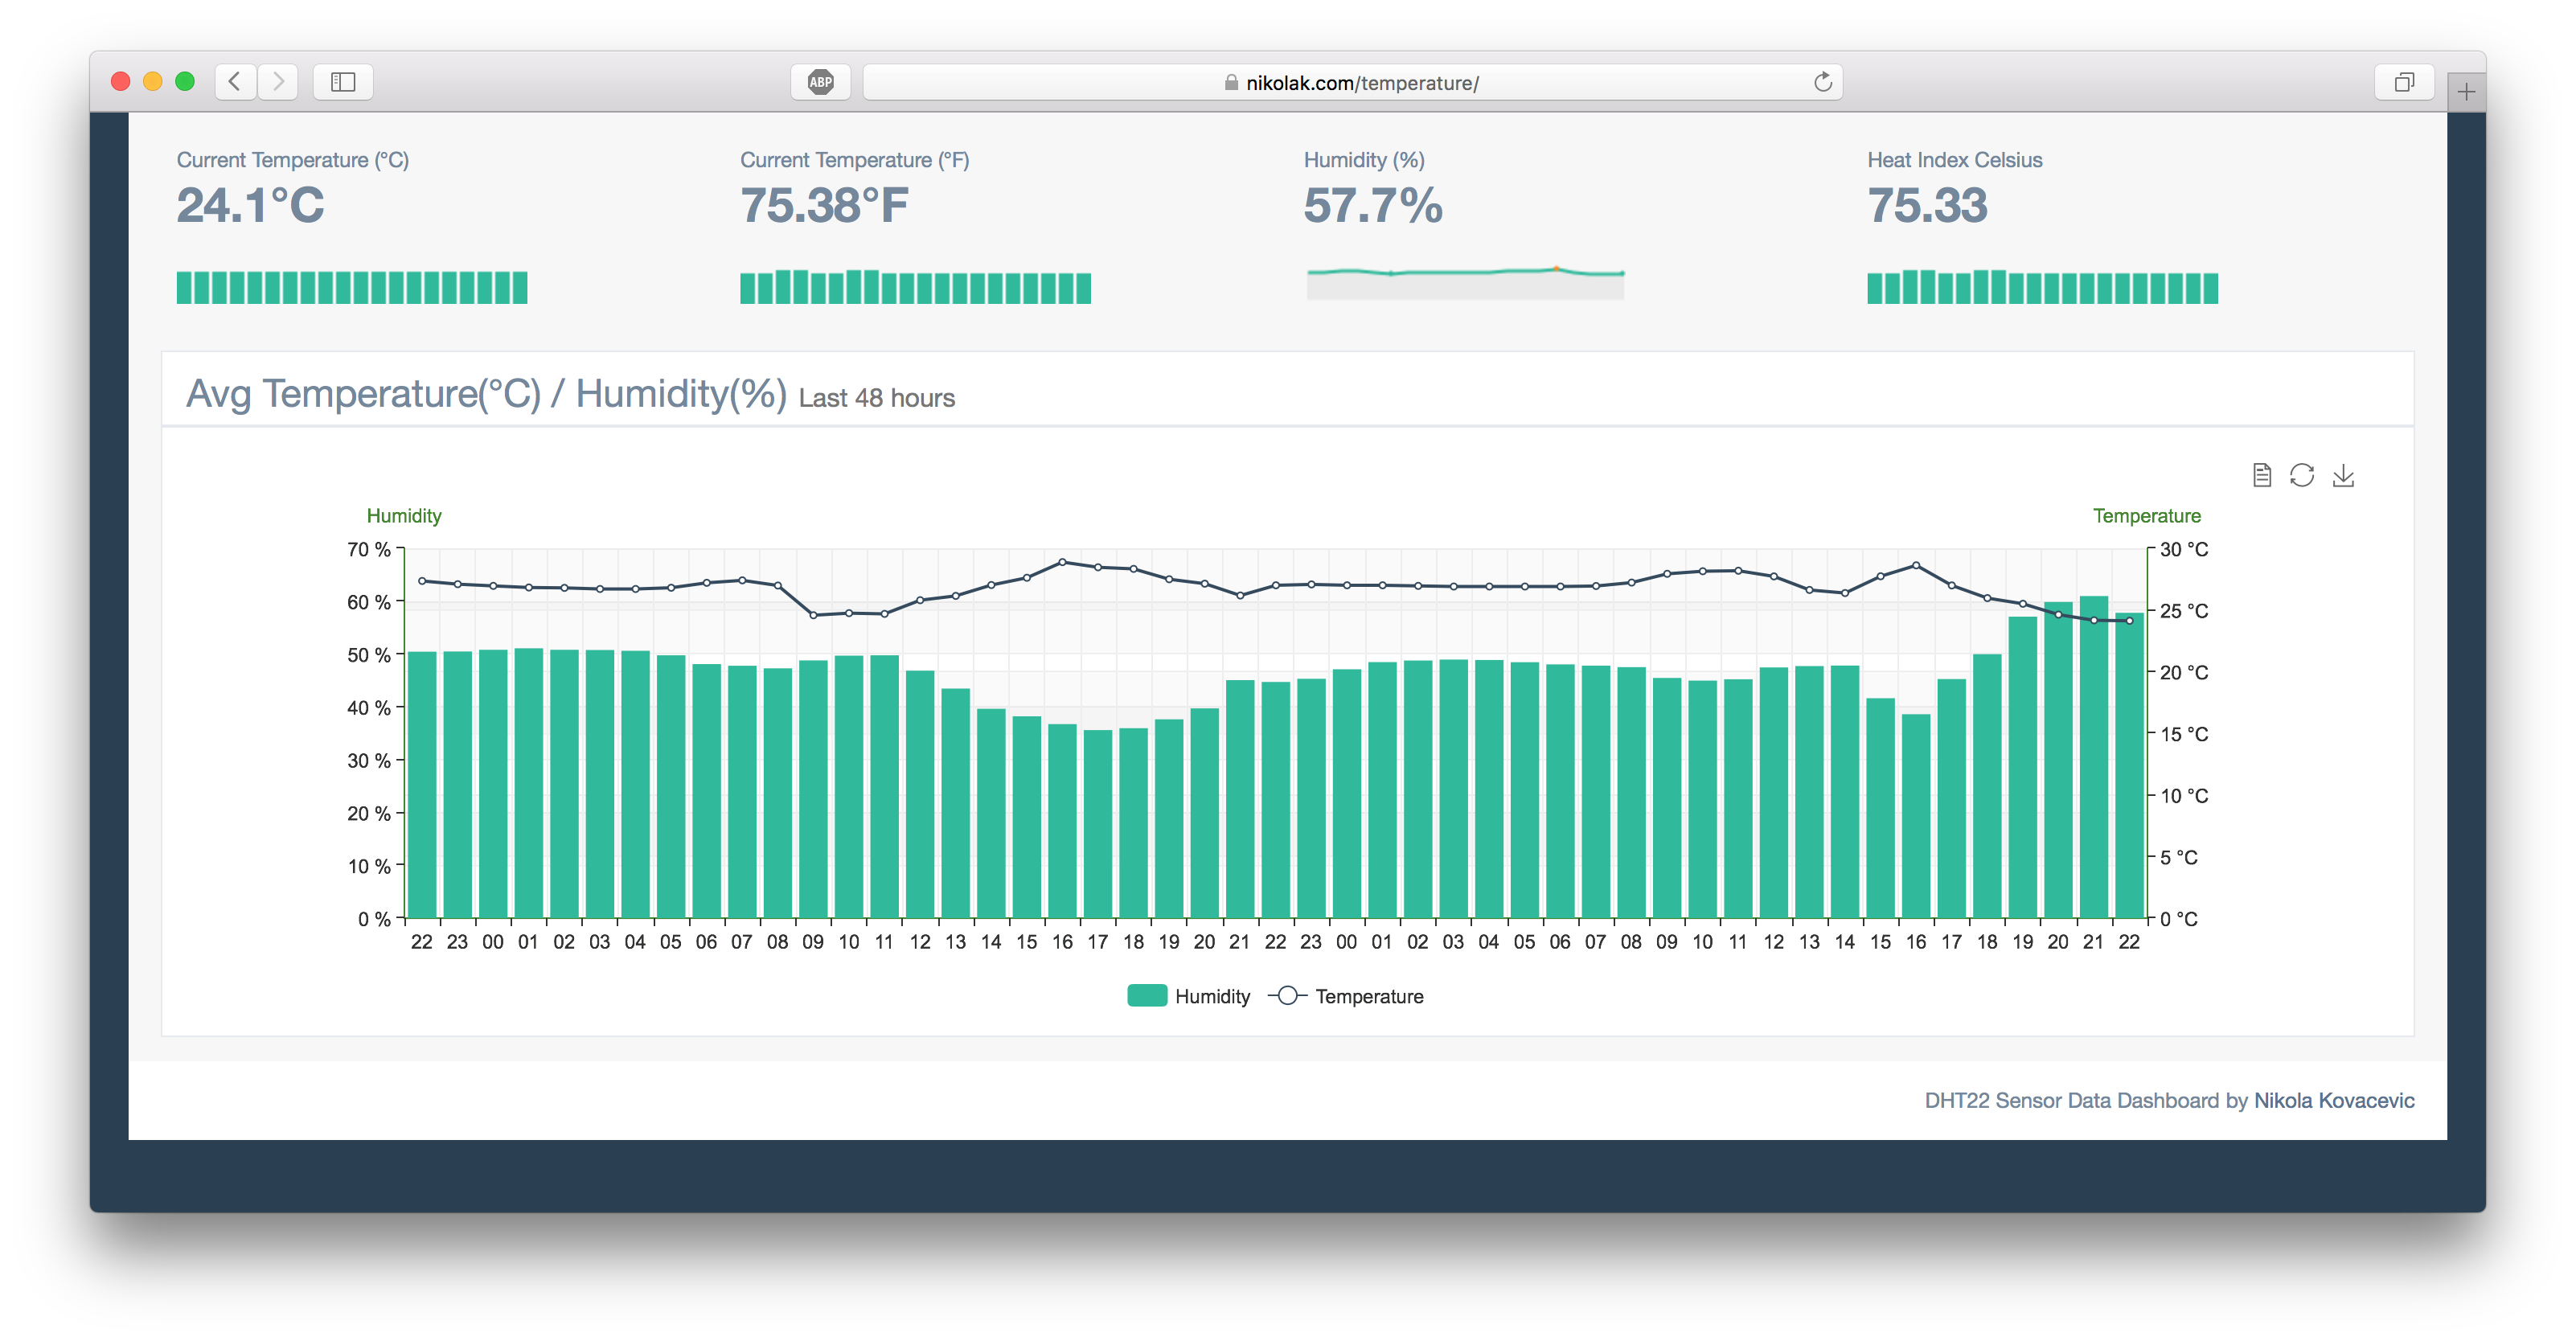 ABP
nikolak.com/temperature/
Current Temperature (°C)
24.1°C
Current Temperature (°F)
75.38°F
Humidity (%)
57.7%
Heat Index Celsius
75.33
Avg Temperature(°C) / Humidity(%) Last 48 hours
Humidity
Temperature
70 %
60 %
50 %
40 %
30 %
20 %
10 %
0 %
30 °C
25 °C
20 °C
15 °C
10 °C
5 °C
0 °C
22 23 00 01 02 03 04 05 06 07 08 09 10 11 12 13 14 15 16 17 18 19 20 21 22 23 00 01 02 03 04 05 06 07 08 09 10 11 12 13 14 15 16 17 18 19 20 21 22
Humidity Temperature
DHT22 Sensor Data Dashboard by Nikola Kovacevic